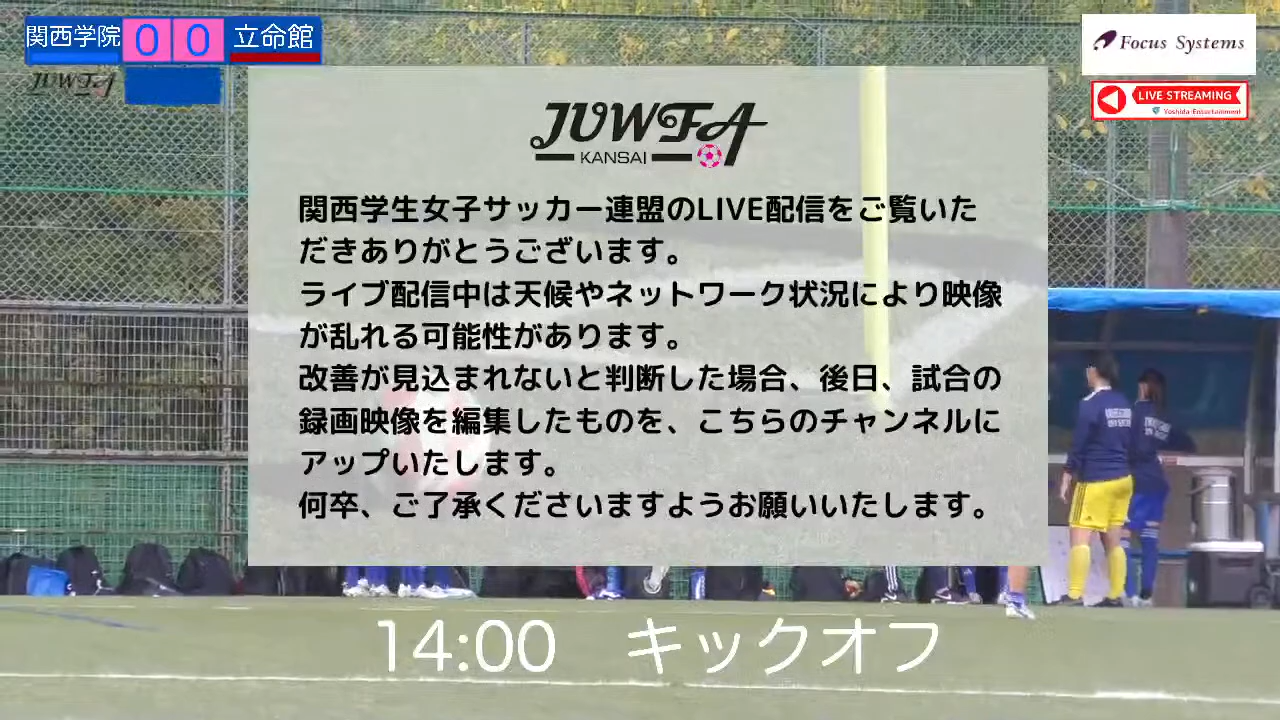 関西学院 0 0 立命館
JUWFA
Focus Systems
LIVE STREAMING
Yoshida-Entertainment
JUWFA
KANSAI
関西学生女子サッカー連盟のLIVE配信をご覧いた
だきありがとうございます。
ライブ配信中は天候やネットワーク状況により映像
が乱れる可能性があります。
改善が見込まれないと判断した場合、後日、試合の
録画映像を編集したものを、こちらのチャンネルに
アップいたします。
何卒、ご了承くださいますようお願いいたします。
14:00 キックオフ